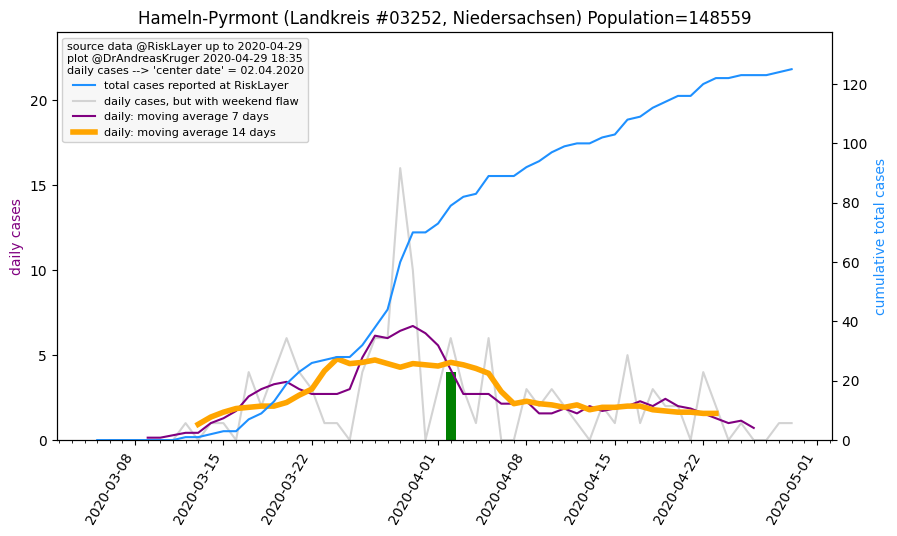 Hameln-Pyrmont (Landkreis #03252, Niedersachsen) Population=148559
source data @RiskLayer up to 2020-04-29
plot @DrAndreasKruger 2020-04-29 18:35
daily cases --> 'center date' = 02.04.2020
total cases reported at RiskLayer
daily cases, but with weekend flaw
daily: moving average 7 days
daily: moving average 14 days
daily cases
0
5
10
15
20
cumulative total cases
0
20
40
60
80
100
120
2020-03-08
2020-03-15
2020-03-22
2020-04-01
2020-04-08
2020-04-15
2020-04-22
2020-05-01